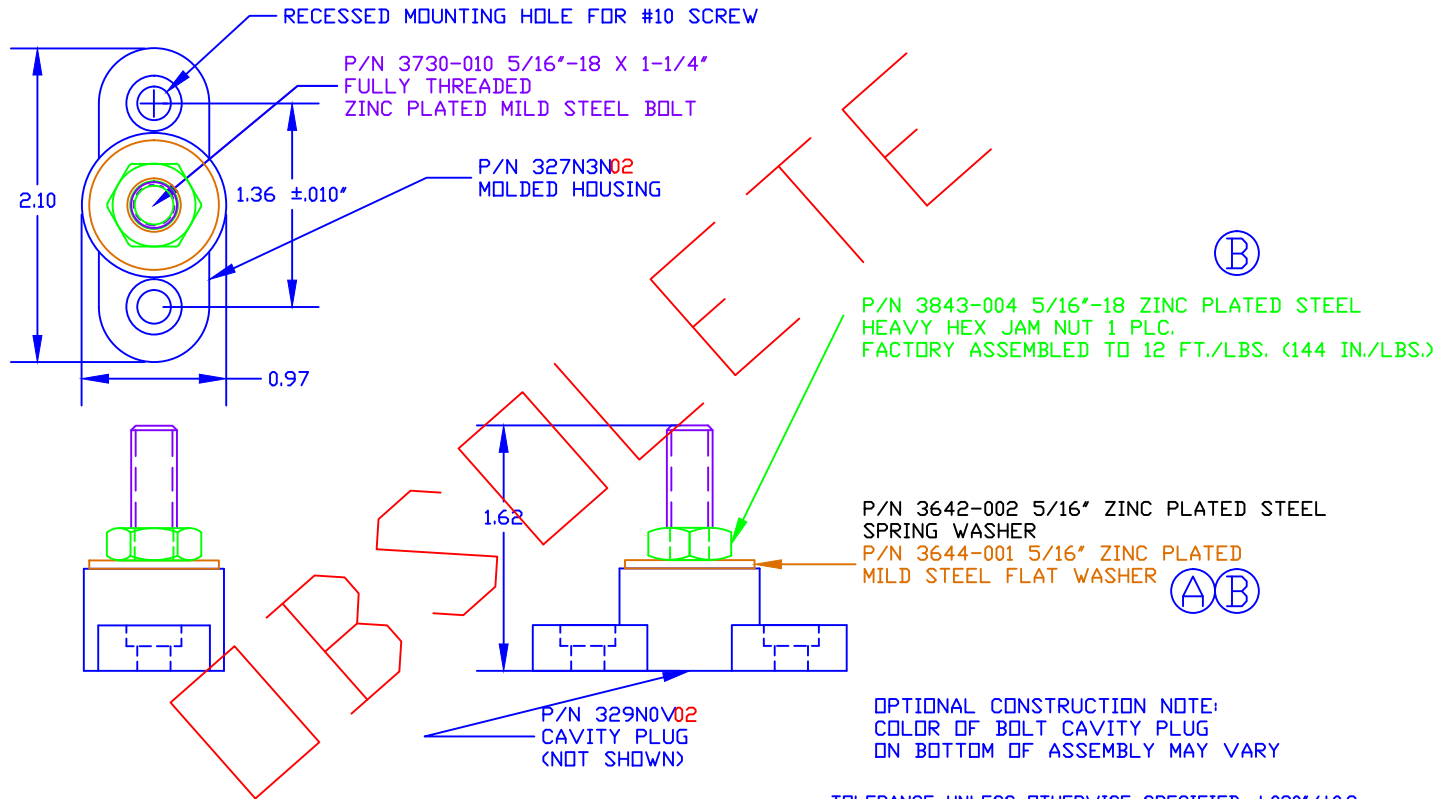 RECESSED MOUNTING HOLE FOR #10 SCREW
P/N 3730-010 5/16"-18 X 1-1/4"
FULLY THREADED
ZINC PLATED MILD STEEL BOLT
P/N 327N3N02
MOLDED HOUSING
2.10
1.36 ±.010"
0.97
B
P/N 3843-004 5/16"-18 ZINC PLATED STEEL
HEAVY HEX JAM NUT 1 PLC.
FACTORY ASSEMBLED TO 12 FT./LBS. (144 IN./LBS.)
1.62
P/N 3642-002 5/16" ZINC PLATED STEEL
SPRING WASHER
P/N 3644-001 5/16" ZINC PLATED
MILD STEEL FLAT WASHER
A B
P/N 329N0V02
CAVITY PLUG
(NOT SHOWN)
OPTIONAL CONSTRUCTION NOTE:
COLOR OF BOLT CAVITY PLUG
ON BOTTOM OF ASSEMBLY MAY VARY
TOLERANCE UNLESS OTHERWISE SPECIFIED
OBSOLETE